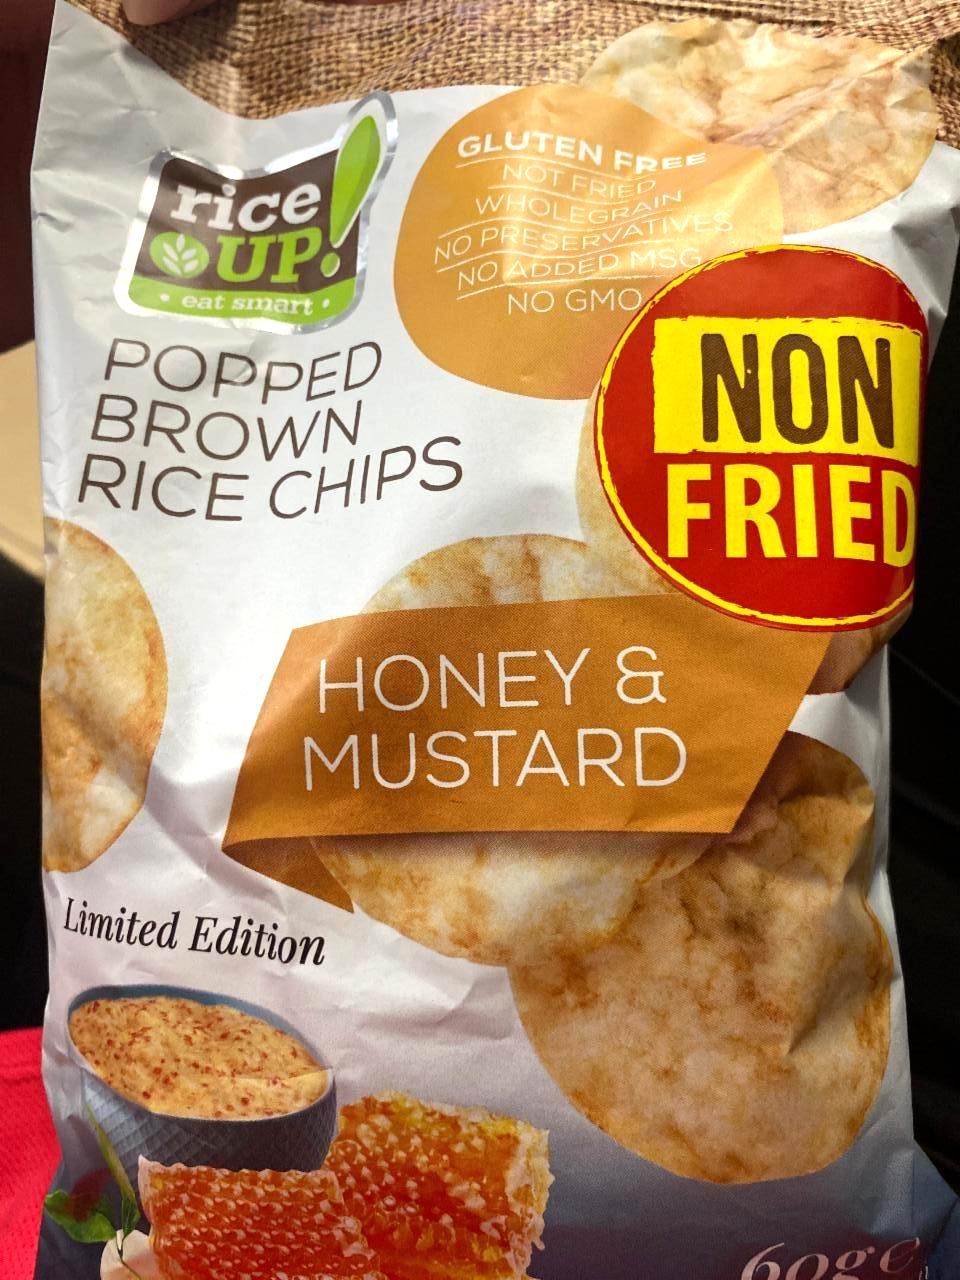 rice
UP!
• eat smart •
GLUTEN FREE
NOT FRIED
WHOLEGRAIN
NO PRESERVATIVES
NO ADDED MSG
NO GMO
POPPED
BROWN
RICE CHIPS
NON
FRIED
HONEY &
MUSTARD
Limited Edition
60g℮